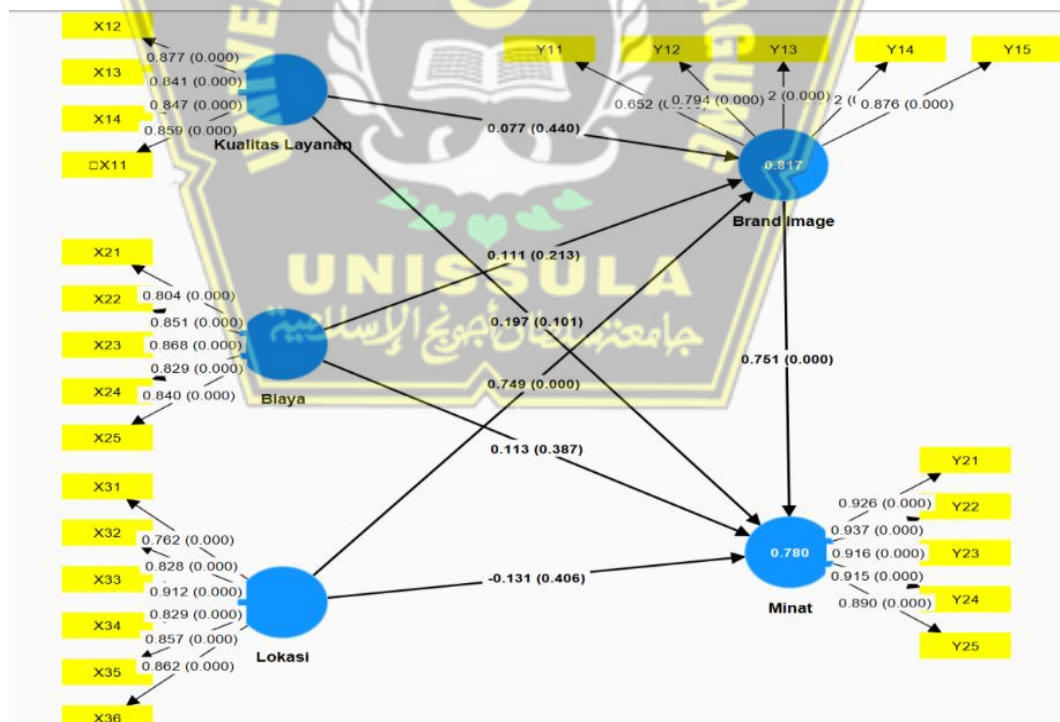 X12
X13
X14
□X11
0.877 (0.000)
0.841 (0.000)
0.847 (0.000)
0.859 (0.000)
Kualitas Layanan
Y11
Y12
Y13
Y14
Y15
0.652
0.794 (0.000)
2 (0.000)
2 (
0.876 (0.000)
0.817
Brand Image
0.077 (0.440)
0.111 (0.213)
0.197 (0.101)
0.749 (0.000)
0.751 (0.000)
UNISSULA
جامعتسلطان أجونج الإسلامية
X21
X22
X23
X24
X25
0.804 (0.000)
0.851 (0.000)
0.868 (0.000)
0.829 (0.000)
0.840 (0.000)
Biaya
0.113 (0.387)
X31
X32
X33
X34
X35
X36
0.762 (0.000)
0.828 (0.000)
0.912 (0.000)
0.829 (0.000)
0.857 (0.000)
0.862 (0.000)
Lokasi
-0.131 (0.406)
0.780
Minat
Y21
Y22
Y23
Y24
Y25
0.926 (0.000)
0.937 (0.000)
0.916 (0.000)
0.915 (0.000)
0.890 (0.000)